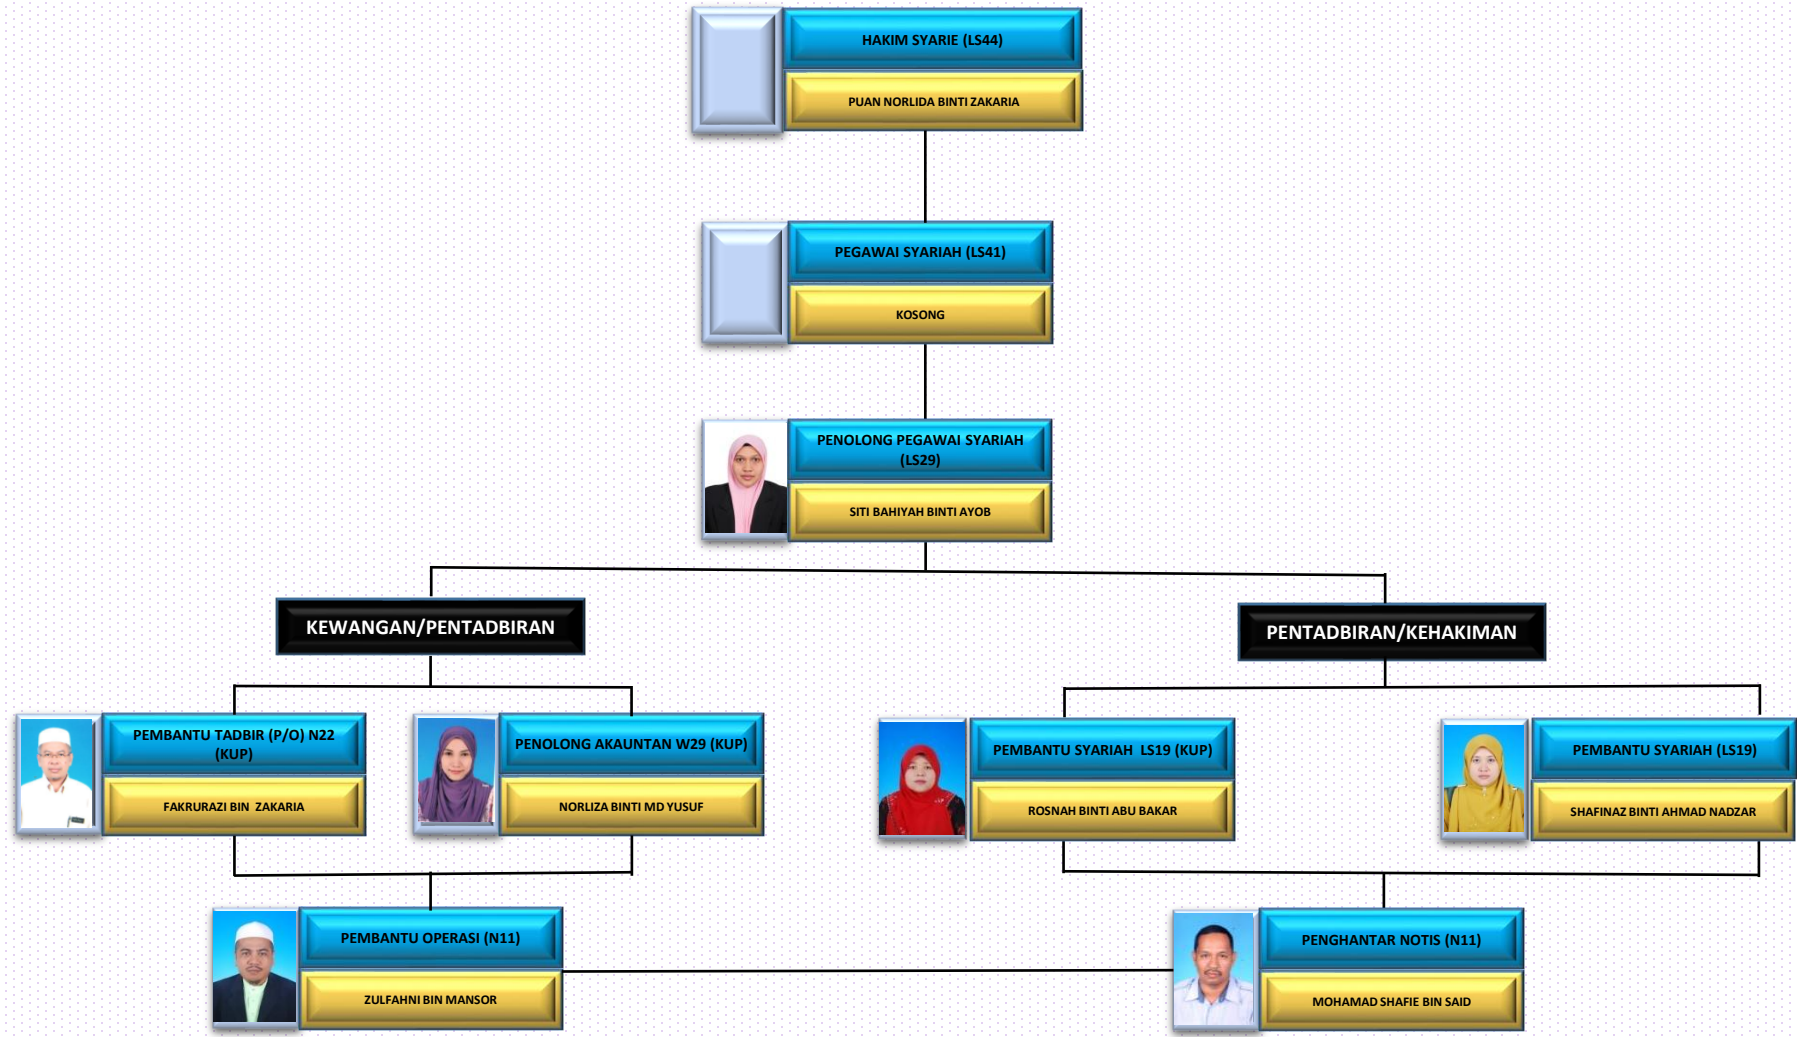 HAKIM SYARIE (LS44)
PUAN NORLIDA BINTI ZAKARIA
PEGAWAI SYARIAH (LS41)
KOSONG
PENOLONG PEGAWAI SYARIAH
(LS29)
SITI BAHIYAH BINTI AYOB
KEWANGAN/PENTADBIRAN
PENTADBIRAN/KEHAKIMAN
PEMBANTU TADBIR (P/O) N22
(KUP)
FAKRURAZI BIN ZAKARIA
PENOLONG AKAUNTAN W29 (KUP)
NORLIZA BINTI MD YUSUF
PEMBANTU SYARIAH LS19 (KUP)
ROSNAH BINTI ABU BAKAR
PEMBANTU SYARIAH (LS19)
SHAFINAZ BINTI AHMAD NADZAR
PEMBANTU OPERASI (N11)
ZULFAHNI BIN MANSOR
PENGHANTAR NOTIS (N11)
MOHAMAD SHAFIE BIN SAID